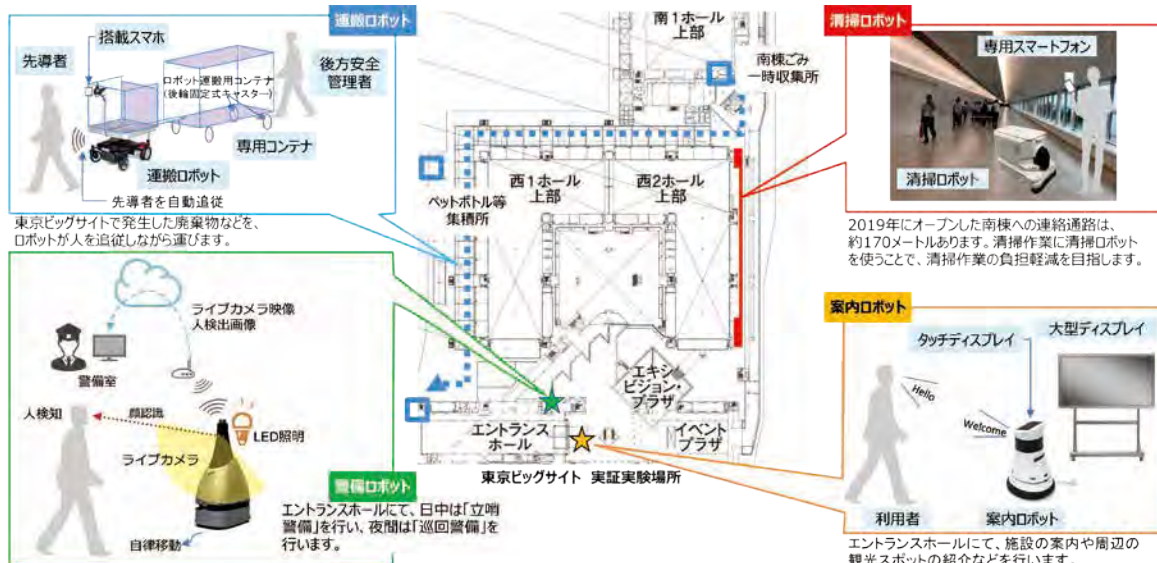 運搬ロボット
搭載スマホ
先導者
ロボット運搬用コンテナ
(後輪固定式キャスター)
後方安全
管理者
専用コンテナ
運搬ロボット
先導者を自動追従
東京ビッグサイトで発生した廃棄物などを、
ロボットが人を追従しながら運びます。
南1ホール
上部
南棟ごみ
一時収集所
西1ホール
上部
西2ホール
上部
ペットボトル等
集積所
エキシ
ビジョン・
プラザ
エントランス
ホール
イベント
プラザ
東京ビッグサイト 実証実験場所
清掃ロボット
専用スマートフォン
清掃ロボット
2019年にオープンした南棟への連絡通路は、
約170メートルあります。清掃作業に清掃ロボット
を使うことで、清掃作業の負担軽減を目指します。
ライブカメラ映像
人検出画像
警備室
人検知
顔認識
LED照明
ライブカメラ
自律移動
警備ロボット
エントランスホールにて、日中は「立哨
警備」を行い、夜間は「巡回警備」を
行います。
案内ロボット
大型ディスプレイ
タッチディスプレイ
Hello
Welcome
利用者
案内ロボット
エントランスホールにて、施設の案内や周辺の
観光スポットの紹介などを行います。